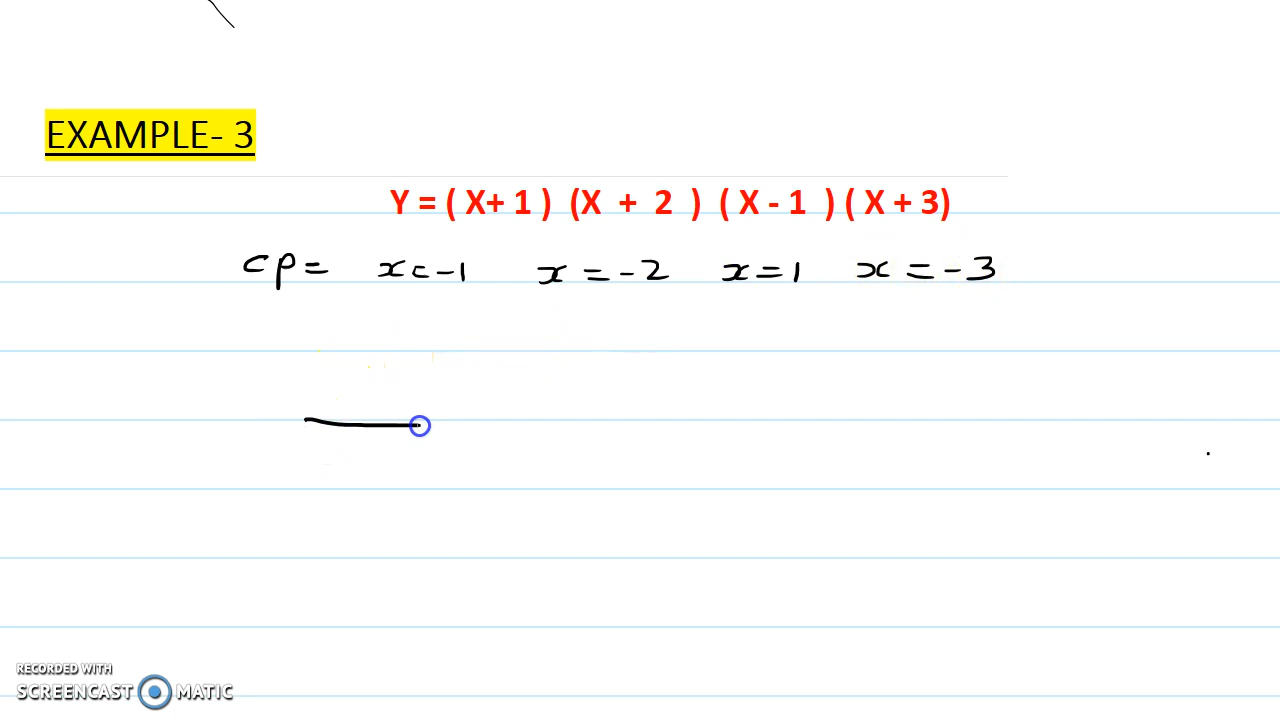 EXAMPLE- 3
Y = ( X+ 1 ) (X + 2 ) ( X - 1 ) ( X + 3)
cp = x = -1 x = -2 x = 1 x = -3
RECORDED WITH
SCREENCAST MATIC